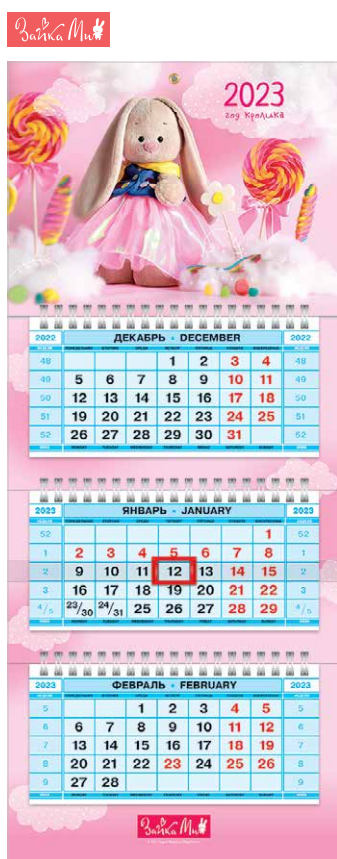 Зайка Ми
2023
год кролика
2022 ДЕКАБРЬ - DECEMBER 2022
48 1 2 3 4 48
49 5 6 7 8 9 10 11 49
50 12 13 14 15 16 17 18 50
51 19 20 21 22 23 24 25 51
52 26 27 28 29 30 31 52
2023 ЯНВАРЬ - JANUARY 2023
52 1 52
1 2 3 4 5 6 7 8 1
2 9 10 11 12 13 14 15 2
3 16 17 18 19 20 21 22 3
4/5 23/30 24/31 25 26 27 28 29 4/5
2023 ФЕВРАЛЬ - FEBRUARY 2023
5 1 2 3 4 5 5
6 6 7 8 9 10 11 12 6
7 13 14 15 16 17 18 19 7
8 20 21 22 23 24 25 26 8
9 27 28 9
Зайка Ми